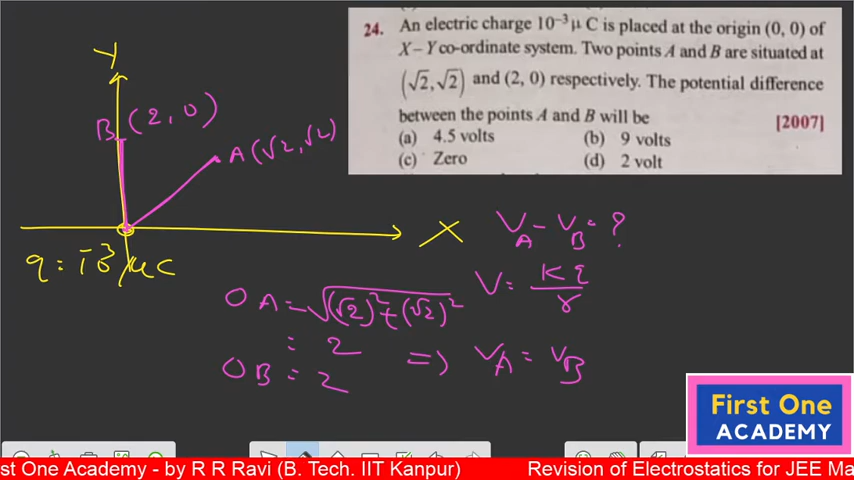 24. An electric charge 10⁻³ μ C is placed at the origin (0, 0) of
X – Y co-ordinate system. Two points A and B are situated at
(√2, √2) and (2, 0) respectively. The potential difference
between the points A and B will be
[2007]
(a) 4.5 volts
(b) 9 volts
(c) Zero
(d) 2 volt
Y
B (2, 0)
A (√2, √2)
X
q = 10⁻³ μC
V_A - V_B = ?
V = Kq/r
OA = √((√2)² + (√2)²)
= 2
OB = 2
=> V_A = V_B
First One
ACADEMY
st One Academy - by R R Ravi (B. Tech. IIT Kanpur)
Revision of Electrostatics for JEE Ma